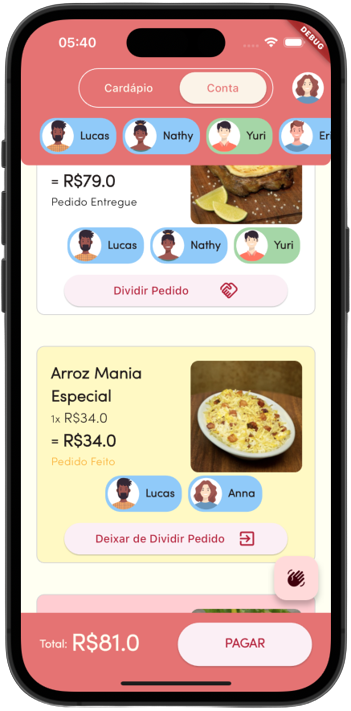 05:40
DEBUG
Cardápio
Conta
Lucas
Nathy
Yuri
= R$79.0
Pedido Entregue
Lucas
Nathy
Yuri
Dividir Pedido
Arroz Mania
Especial
1x R$34.0
= R$34.0
Pedido Feito.
Lucas
Anna
Deixar de Dividir Pedido
Total: R$81.0
PAGAR